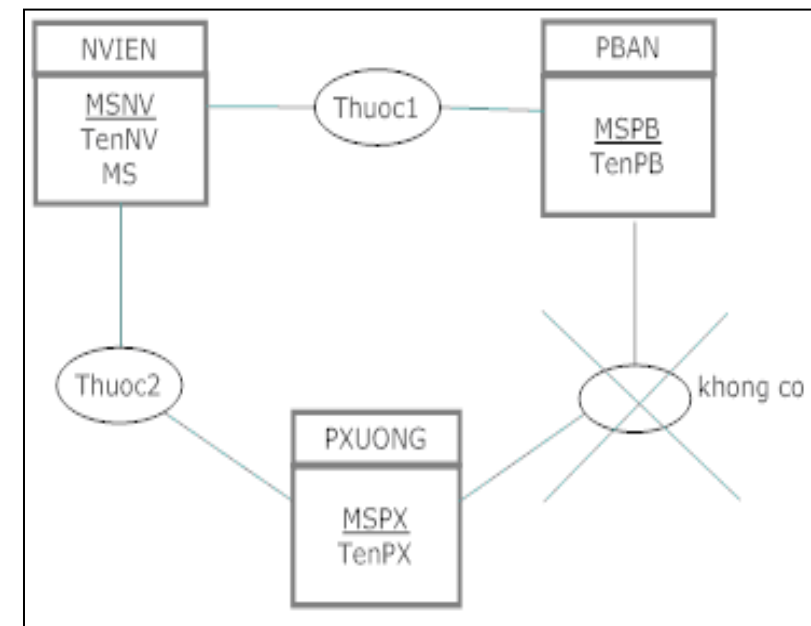 NVIEN
MSNV
TenNV
MS
Thuoc1
PBAN
MSPB
TenPB
Thuoc2
khong co
PXUONG
MSPX
TenPX